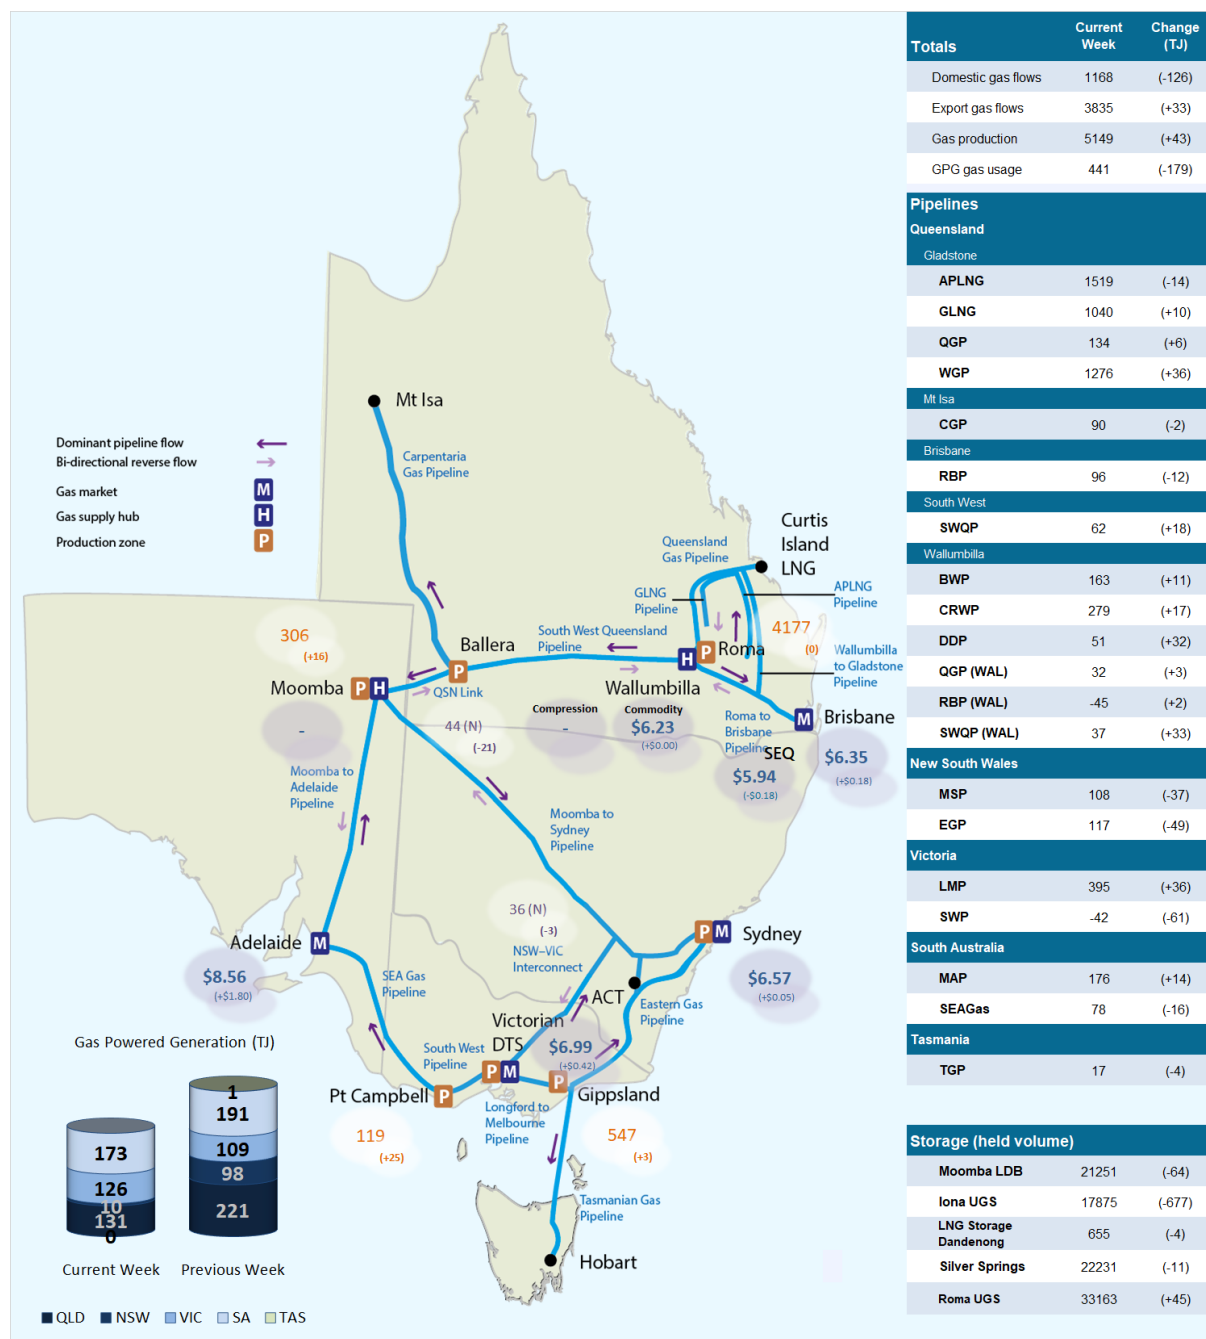 Mt Isa
Dominant pipeline flow
Bi-directional reverse flow
Gas market M
Gas supply hub H
Production zone P
Carpentaria
Gas Pipeline
Curtis
Island
LNG
Queensland
Gas Pipeline
GLNG
Pipeline
APLNG
Pipeline
306
(+16)
Ballera
South West Queensland
Pipeline
4177
(0)
H P Roma
Wallumbilla
to Gladstone
Pipeline
Moomba P H
P
QSN Link
Wallumbilla
-
44 (N)
(-21)
Compression
-
Commodity
$6.23
(+$0.00)
Roma to
Brisbane
Pipeline
M Brisbane
SEQ
$5.94
(-$0.18)
$6.35
(+$0.18)
Moomba to
Adelaide
Pipeline
Moomba to
Sydney
Pipeline
36 (N)
(-3)
NSW–VIC
Interconnect
P M Sydney
Adelaide M
$8.56
(+$1.80)
SEA Gas
Pipeline
$6.57
(+$0.05)
ACT
Eastern Gas
Pipeline
Victorian
DTS
$6.99
(+$0.42)
South West
Pipeline
P M
P
Gippsland
Pt Campbell P
Longford to
Melbourne
Pipeline
119
(+25)
547
(+3)
Tasmanian Gas
Pipeline
Hobart
Gas Powered Generation (TJ)
173
126
10
131
0
1
191
109
98
221
Current Week
Previous Week
QLD NSW VIC SA TAS
Totals Current Week Change (TJ)
Domestic gas flows 1168 (-126)
Export gas flows 3835 (+33)
Gas production 5149 (+43)
GPG gas usage 441 (-179)
Pipelines
Queensland
Gladstone
APLNG 1519 (-14)
GLNG 1040 (+10)
QGP 134 (+6)
WGP 1276 (+36)
Mt Isa
CGP 90 (-2)
Brisbane
RBP 96 (-12)
South West
SWQP 62 (+18)
Wallumbilla
BWP 163 (+11)
CRWP 279 (+17)
DDP 51 (+32)
QGP (WAL) 32 (+3)
RBP (WAL) -45 (+2)
SWQP (WAL) 37 (+33)
New South Wales
MSP 108 (-37)
EGP 117 (-49)
Victoria
LMP 395 (+36)
SWP -42 (-61)
South Australia
MAP 176 (+14)
SEAGas 78 (-16)
Tasmania
TGP 17 (-4)
Storage (held volume)
Moomba LDB 21251 (-64)
Iona UGS 17875 (-677)
LNG Storage
Dandenong 655 (-4)
Silver Springs 22231 (-11)
Roma UGS 33163 (+45)